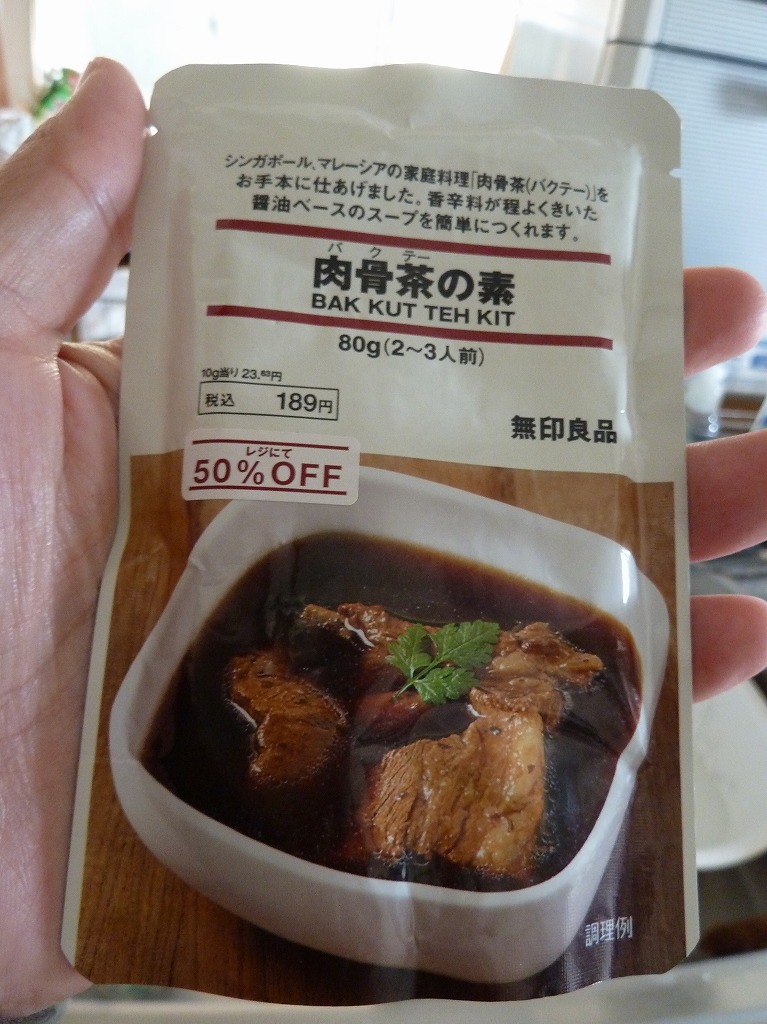 シンガポール、マレーシアの家庭料理「肉骨茶(バクテー)」を
お手本に仕あげました。香辛料が程よくきいた
醤油ベースのスープを簡単につくれます。
バクテー
肉骨茶の素
BAK KUT TEH KIT
80g(2〜3人前)
10g当り 23.63円
税込 189円
無印良品
レジにて
50%OFF
調理例